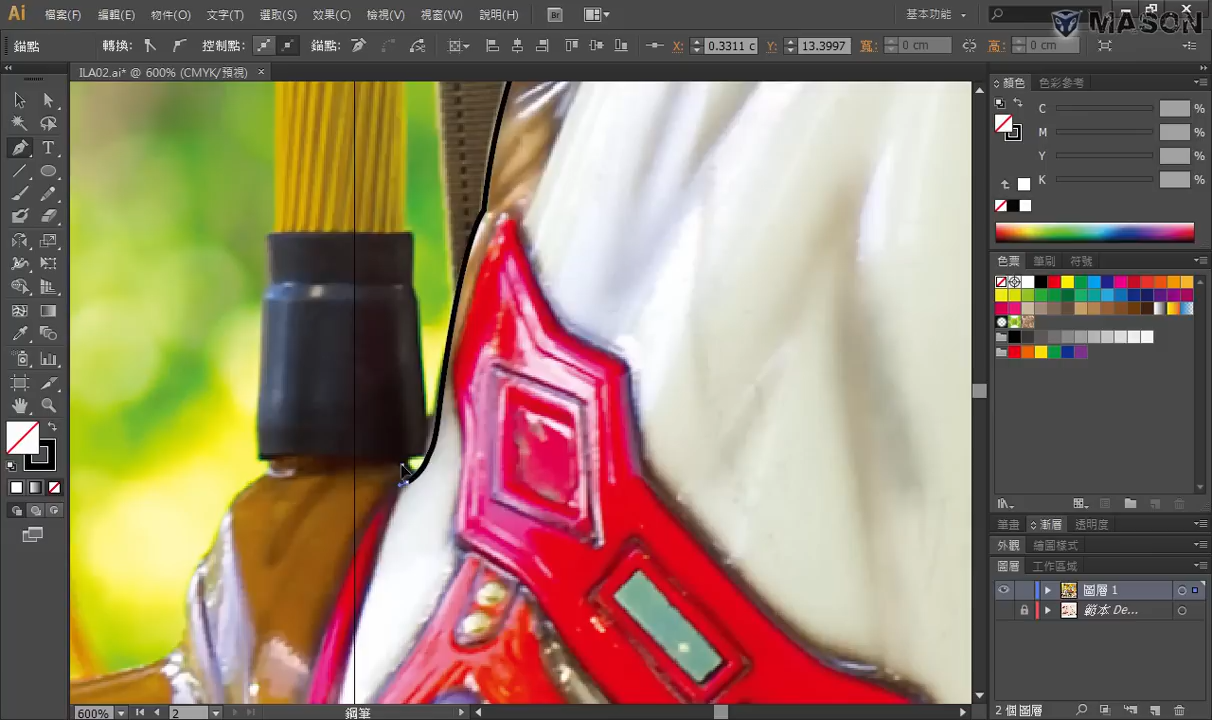 Ai 檔案(F) 編輯(E) 物件(O) 文字(T) 選取(S) 效果(C) 檢視(V) 視窗(W) 說明(H) Br 基本功能 MASON
錨點 轉換: 控制點: 錨點: X: 0.3311 c Y: 13.3997 寬: 0 cm 高: 0 cm
ILA02.ai* @ 600% (CMYK/預視) ×
顏色 色彩參考
C %
M %
Y %
K %
色票 筆刷 符號
筆畫 漸層 透明度
外觀 繪圖樣式
圖層 工作區域
圖層 1
範本 De...
2 個圖層
600% 2 鋼筆